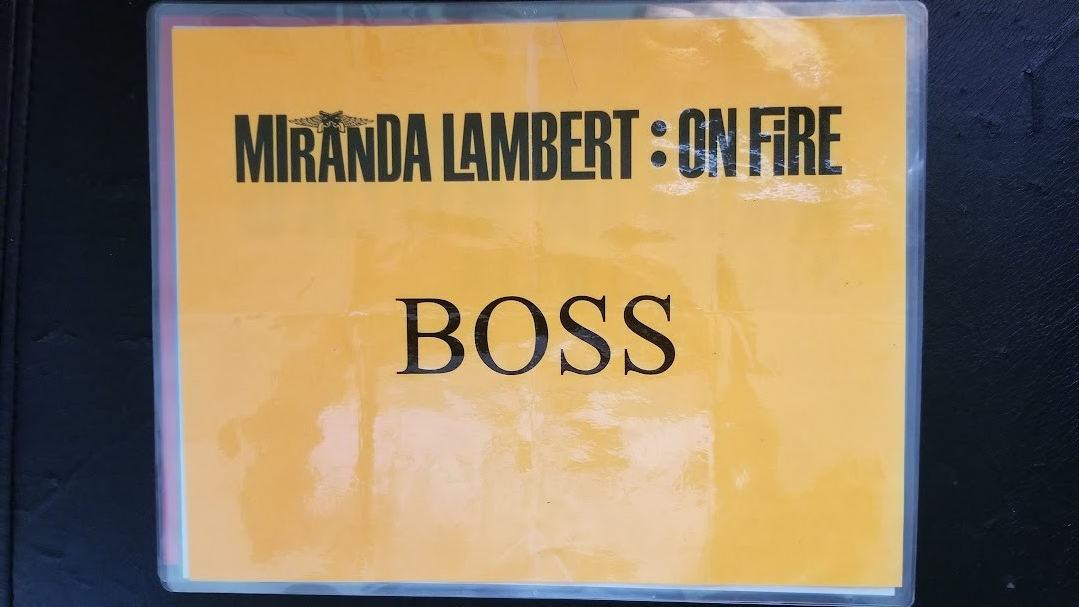 MIRANDA LAMBERT : ON FiRE
BOSS